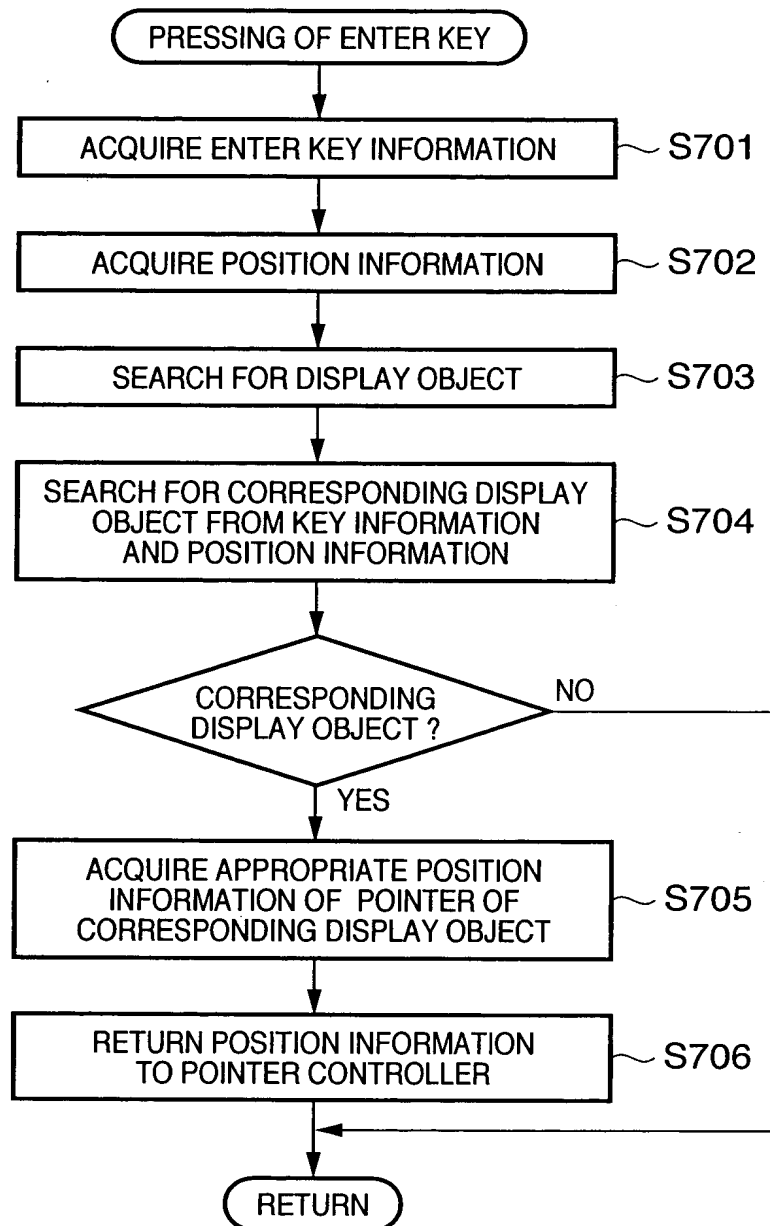 PRESSING OF ENTER KEY
ACQUIRE ENTER KEY INFORMATION
S701
ACQUIRE POSITION INFORMATION
S702
SEARCH FOR DISPLAY OBJECT
S703
SEARCH FOR CORRESPONDING DISPLAY
OBJECT FROM KEY INFORMATION
AND POSITION INFORMATION
S704
CORRESPONDING
DISPLAY OBJECT ?
NO
YES
ACQUIRE APPROPRIATE POSITION
INFORMATION OF POINTER OF
CORRESPONDING DISPLAY OBJECT
S705
RETURN POSITION INFORMATION
TO POINTER CONTROLLER
S706
RETURN